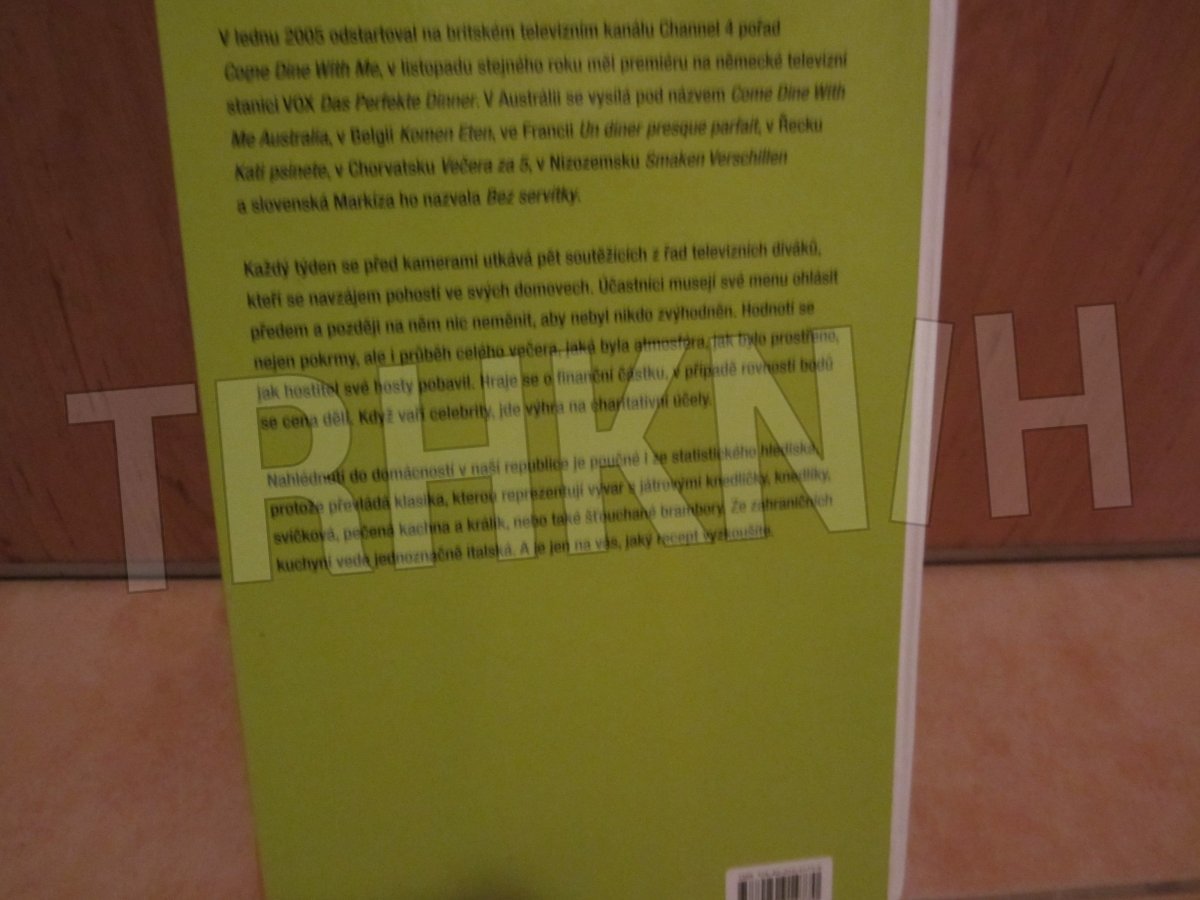 V lednu 2005 odstartoval na britském televizním kanálu Channel 4 pořad
Come Dine With Me, v listopadu stejného roku měl premiéru na německé televizní
stanici VOX Das Perfekte Dinner. V Austrálii se vysílá pod názvem Come Dine With
Me Australia, v Belgii Komen Eten, ve Francii Un diner presque parfait, v Řecku
Kati psinete, v Chorvatsku Večera za 5, v Nizozemsku Smaken Verschillen
a slovenská Markíza ho nazvala Bez servítky.
Každý týden se před kamerami utkává pět soutěžících z řad televizních diváků,
kteří se navzájem pohostí ve svých domovech. Účastníci musejí své menu ohlásit
předem a později na něm nic neměnit, aby nebyl nikdo zvýhodněn. Hodnotí se
nejen pokrmy, ale i průběh celého večera, jaká byla atmosféra, jak bylo prostřeno,
jak hostitel své hosty pobavil. Hraje se o finanční částku, v případě rovnosti bodů
se cena dělí. Když vaří celebrity, jde výhra na charitativní účely.
Nahlédnutí do domácností v naší republice je poučné i ze statistického hlediska,
protože převládá klasika, kterou reprezentují vývar s játrovými knedlíčky, knedlíky,
svíčková, pečená kachna a králík, nebo také šťouchané brambory. Ze zahraničních
kuchyní vede jednoznačně italská. A je jen na vás, jaký recept vyzkoušíte.
TRHKNIH